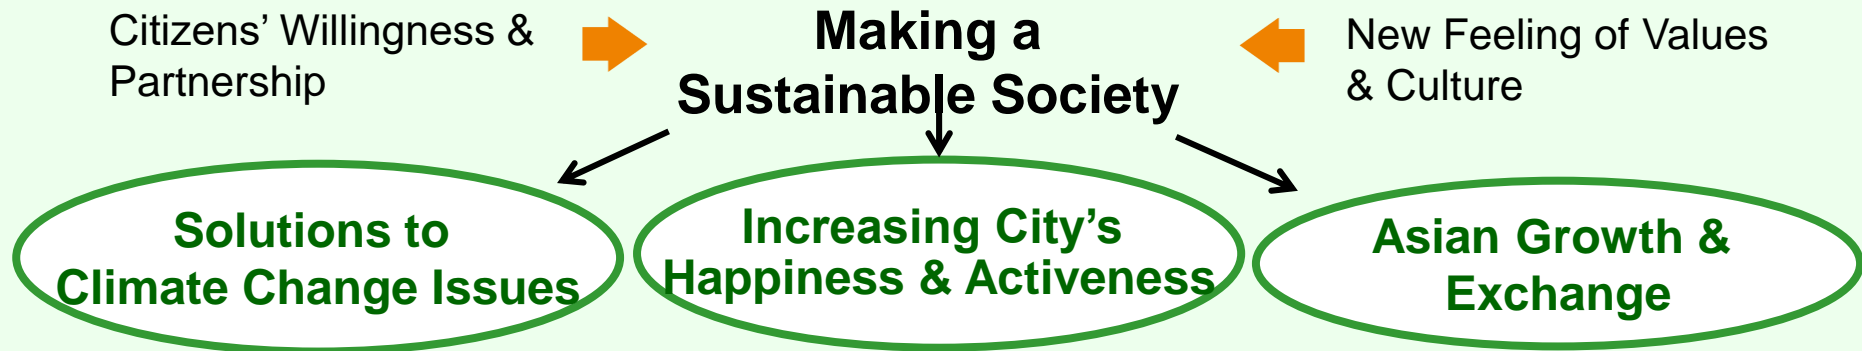 Citizens’ Willingness &
Partnership
Making a
Sustainable Society
New Feeling of Values
& Culture
Solutions to
Climate Change Issues
Increasing City’s
Happiness & Activeness
Asian Growth &
Exchange